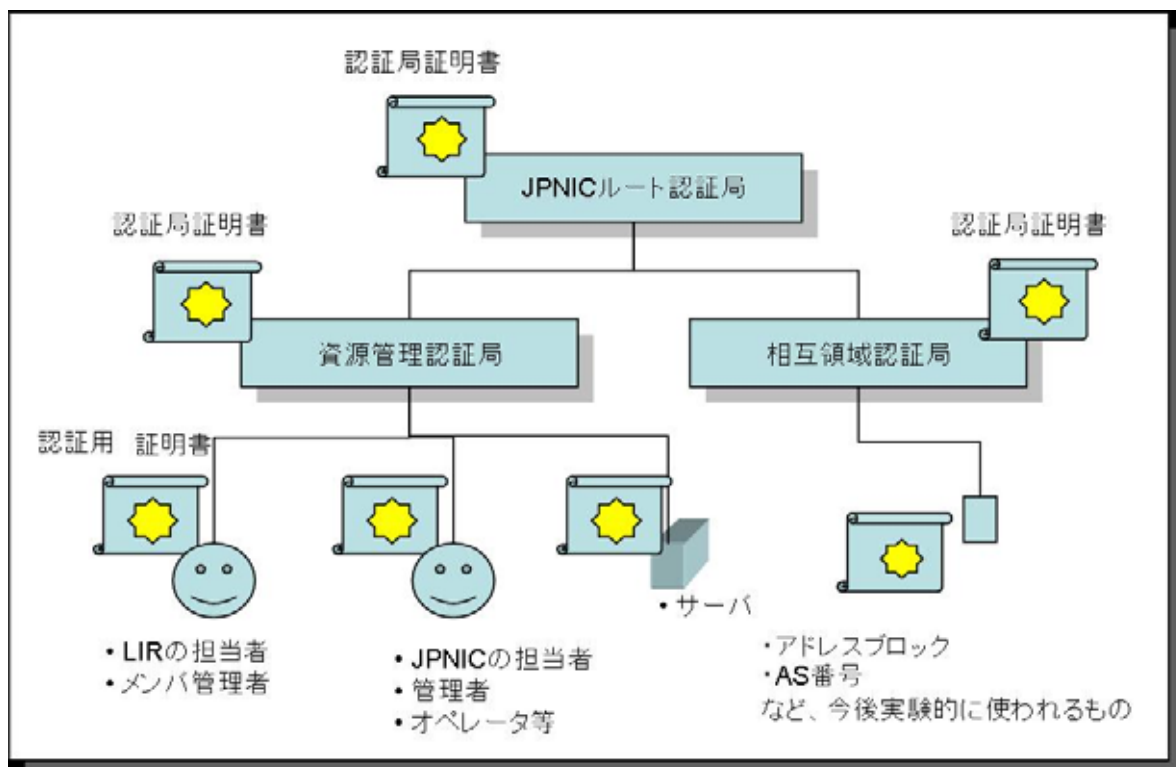 認証局証明書
JPNICルート認証局
認証局証明書
認証局証明書
資源管理認証局
相互領域認証局
認証用 証明書
・LIRの担当者
・メンバ管理者
・JPNICの担当者
・管理者
・オペレータ等
・サーバ
・アドレスブロック
・AS番号
など、今後実験的に使われるもの